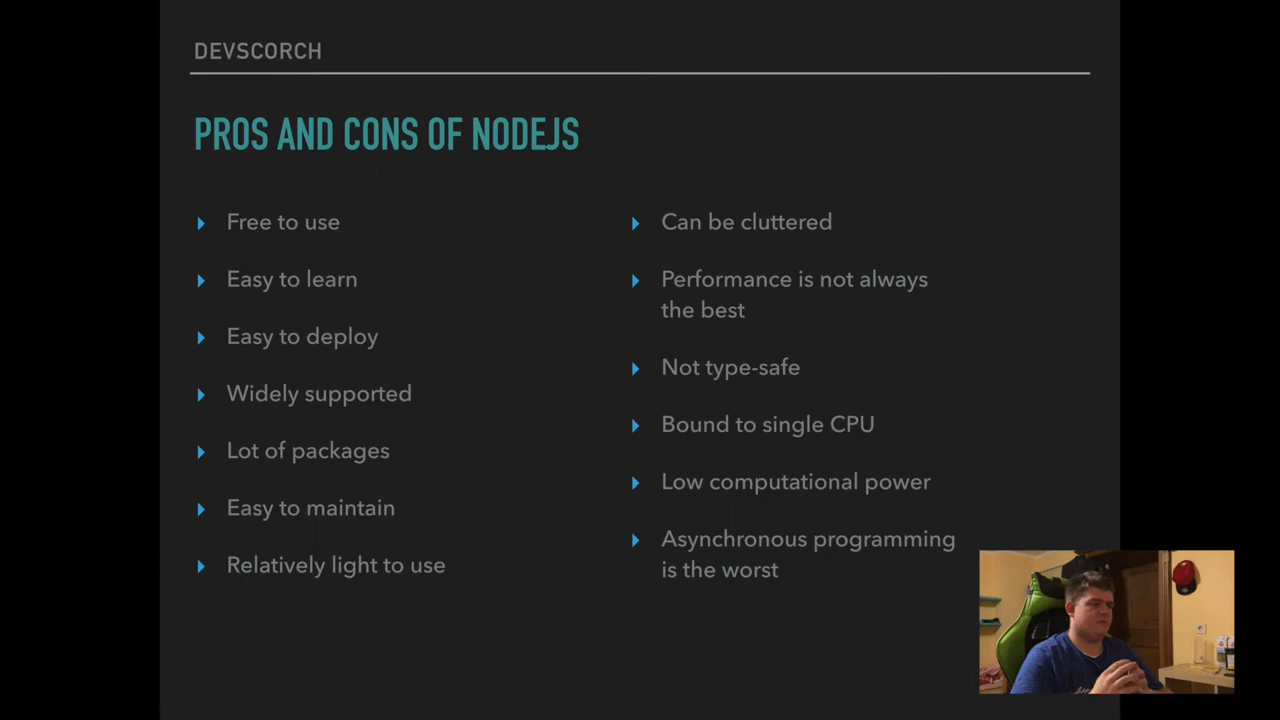 DEVSCORCH
PROS AND CONS OF NODEJS
Free to use
Easy to learn
Easy to deploy
Widely supported
Lot of packages
Easy to maintain
Relatively light to use
Can be cluttered
Performance is not always
the best
Not type-safe
Bound to single CPU
Low computational power
Asynchronous programming
is the worst